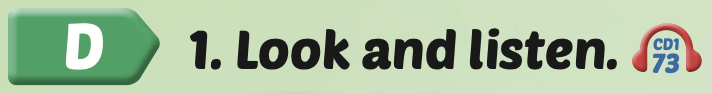 D 1. Look and listen. CD1
73